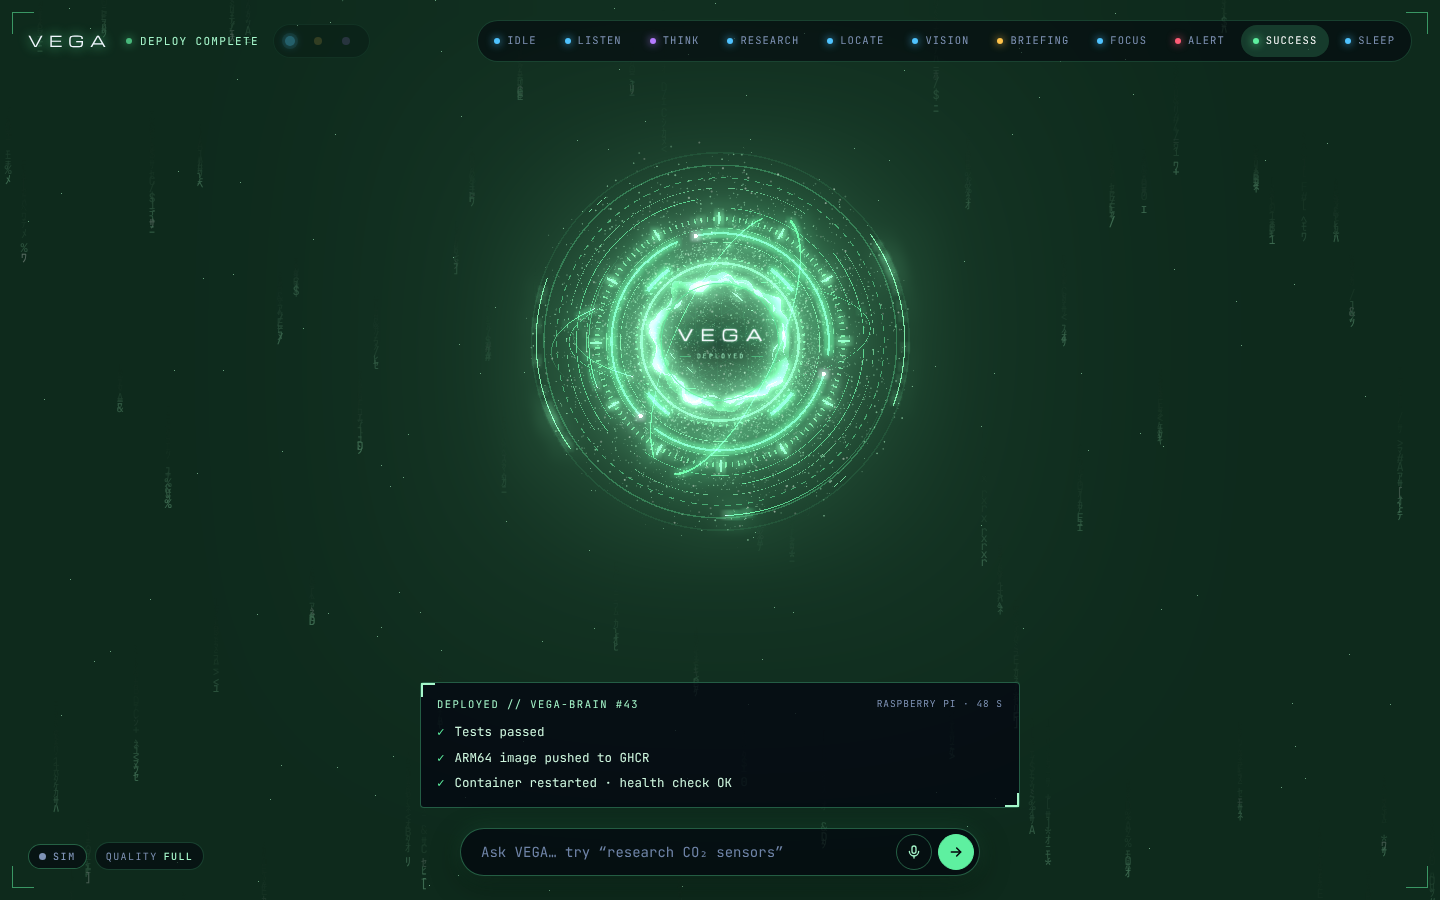 VEGA
DEPLOY COMPLETE
IDLE
LISTEN
THINK
RESEARCH
LOCATE
VISION
BRIEFING
FOCUS
ALERT
SUCCESS
SLEEP
VEGA
DEPLOYED
DEPLOYED // VEGA-BRAIN #43
RASPBERRY PI · 48 S
✓ Tests passed
✓ ARM64 image pushed to GHCR
✓ Container restarted · health check OK
SIM
QUALITY FULL
Ask VEGA… try “research CO₂ sensors”